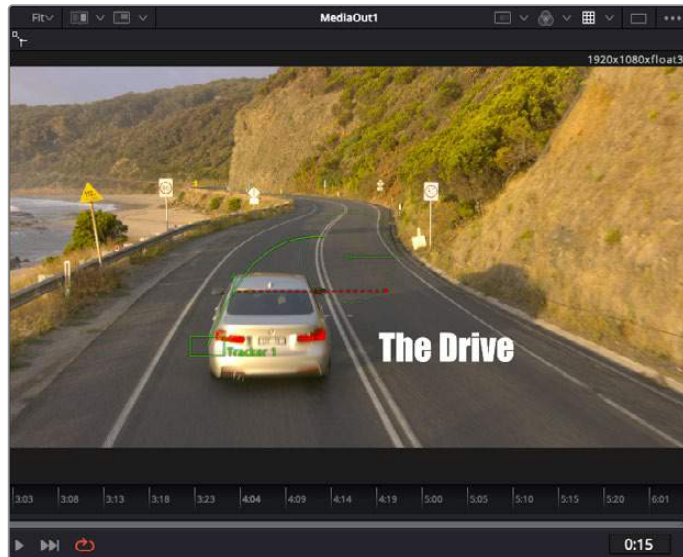 Fit MediaOut1
1920x1080xfloat3
Tracker 1
The Drive
3:03 3:08 3:13 3:18 3:23 4:04 4:09 4:14 4:19 5:00 5:05 5:10 5:15 5:20 6:01
0:15